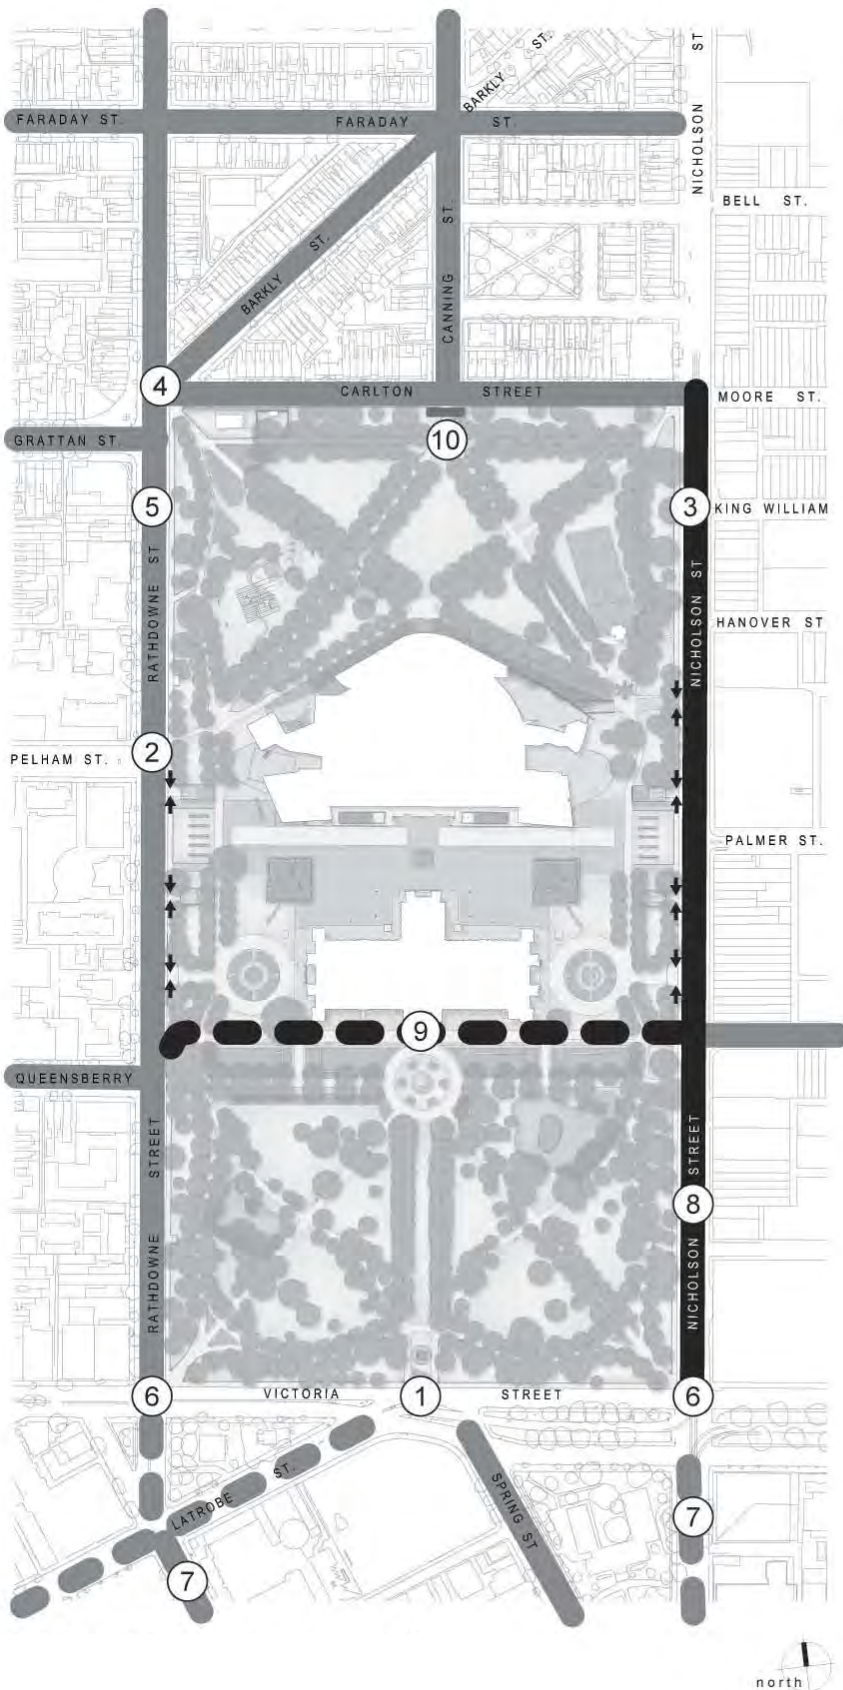 ST
BARKLY ST.
NICHOLSON
FARADAY ST.
FARADAY ST.
BELL ST.
BARKLY ST.
CANNING ST.
4
CARLTON STREET
MOORE ST.
GRATTAN ST.
10
5
3
KING WILLIAM
RATHDOWNE ST
NICHOLSON ST
HANOVER ST
2
PELHAM ST.
PALMER ST.
9
QUEENSBERRY
RATHDOWNE STREET
NICHOLSON STREET
8
6
VICTORIA STREET
1
6
LATROBE ST.
SPRING ST
7
7
north